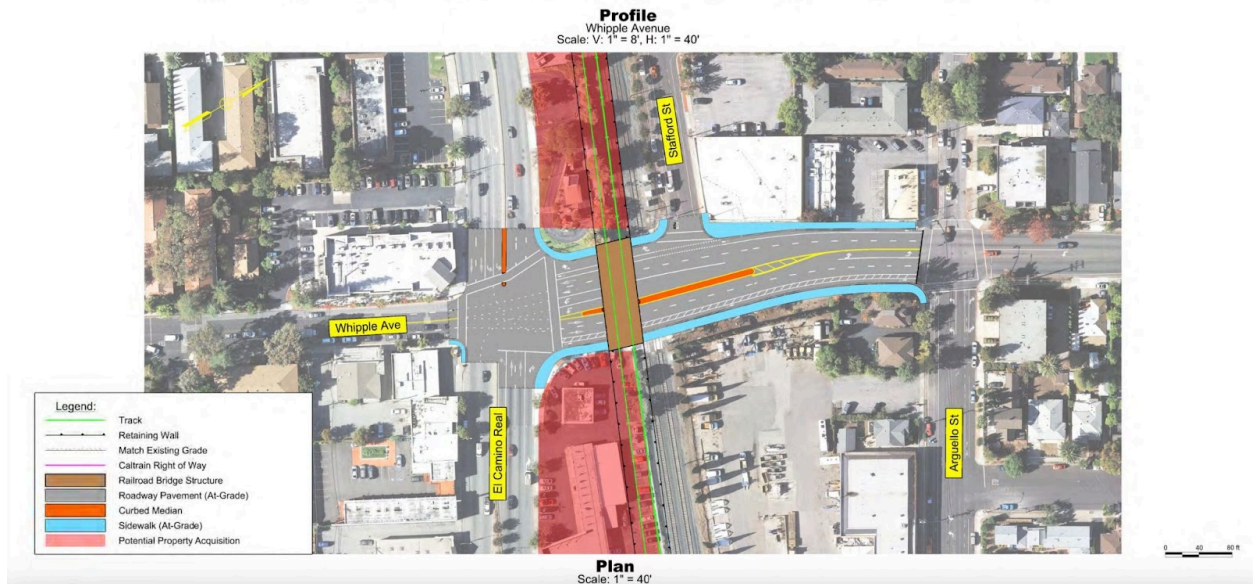 Profile
Whipple Avenue
Scale: V: 1" = 8', H: 1" = 40'
Stafford St
Whipple Ave
El Camino Real
Arguello St
Legend:
Track
Retaining Wall
Match Existing Grade
Caltrain Right of Way
Railroad Bridge Structure
Roadway Pavement (At-Grade)
Curbed Median
Sidewalk (At-Grade)
Potential Property Acquisition
0 40 80 ft
Plan
Scale: 1" = 40'